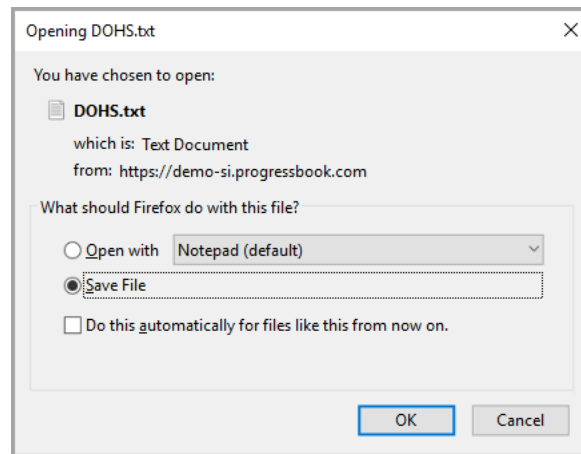 Opening DOHS.txt
You have chosen to open:
DOHS.txt
which is: Text Document
from: https://demo-si.progressbook.com
What should Firefox do with this file?
Open with Notepad (default)
Save File
Do this automatically for files like this from now on.
OK Cancel